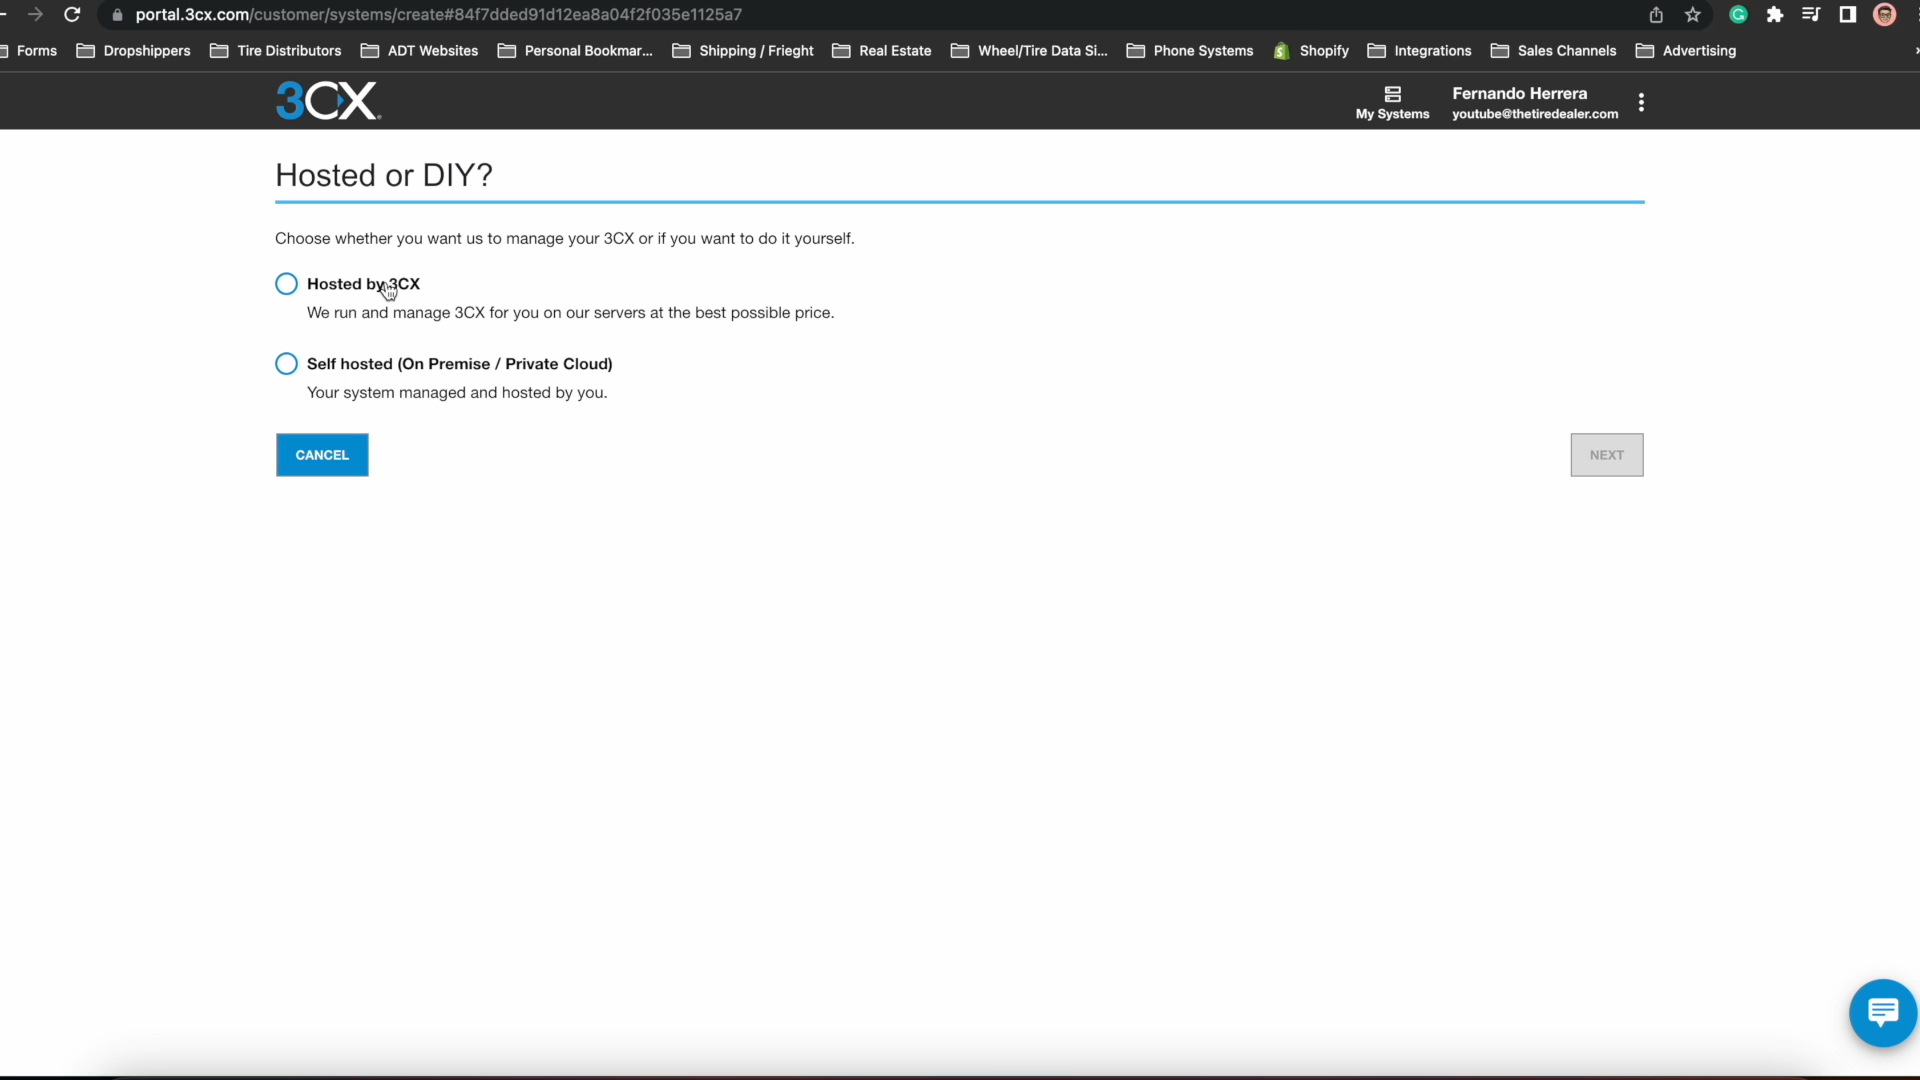 portal.3cx.com/customer/systems/create#84f7dded91d12ea8a04f2f035e1125a7
Forms Dropshippers Tire Distributors ADT Websites Personal Bookmar... Shipping / Frieght Real Estate Wheel/Tire Data Si... Phone Systems Shopify Integrations Sales Channels Advertising
3CX
My Systems
Fernando Herrera
youtube@thetiredealer.com
Hosted or DIY?
Choose whether you want us to manage your 3CX or if you want to do it yourself.
Hosted by 3CX
We run and manage 3CX for you on our servers at the best possible price.
Self hosted (On Premise / Private Cloud)
Your system managed and hosted by you.
CANCEL
NEXT